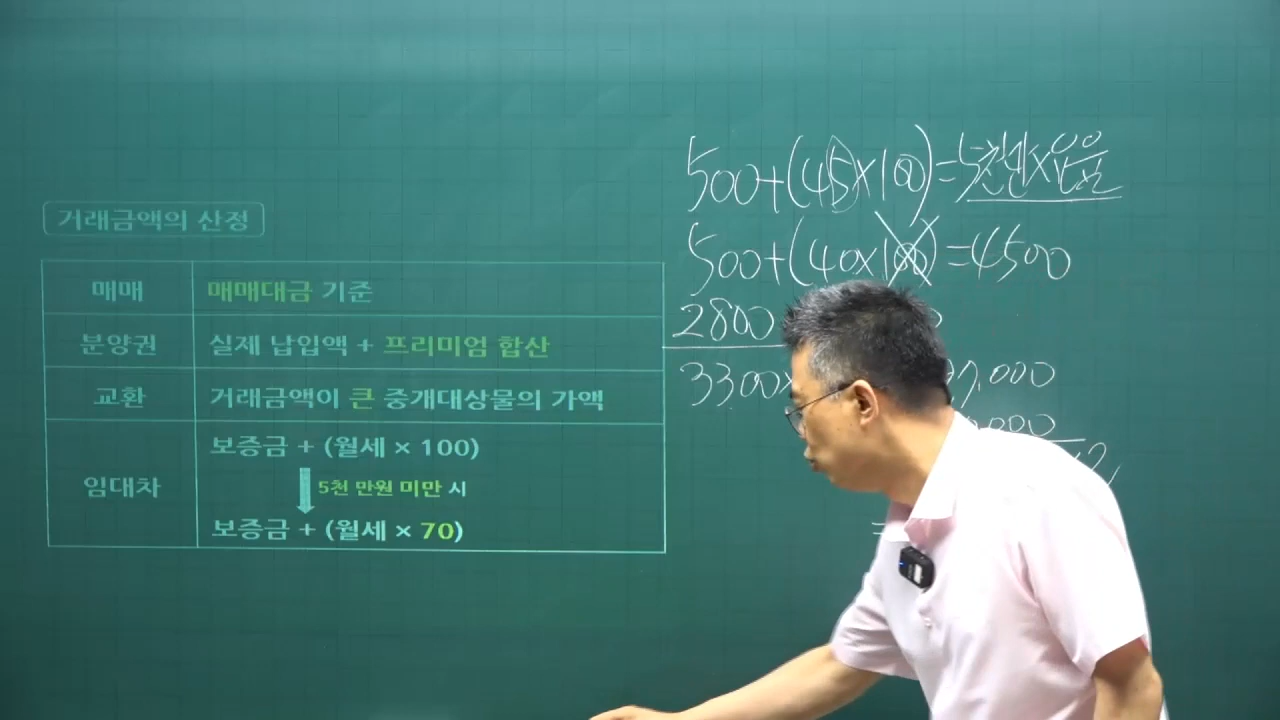 거래금액의 산정
매매 매매대금 기준
분양권 실제 납입액 + 프리미엄 합산
교환 거래금액이 큰 중개대상물의 가액
임대차
보증금 + (월세 × 100)
5천 만원 미만 시
보증금 + (월세 × 70)
500+(45×100)=5천만×요율
500+(40×100)=4500
2800
3300
000